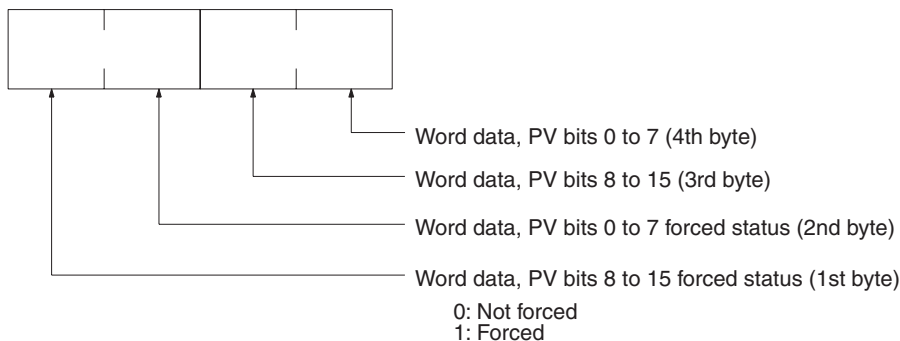 Word data, PV bits 0 to 7 (4th byte)
Word data, PV bits 8 to 15 (3rd byte)
Word data, PV bits 0 to 7 forced status (2nd byte)
Word data, PV bits 8 to 15 forced status (1st byte)
0: Not forced
1: Forced